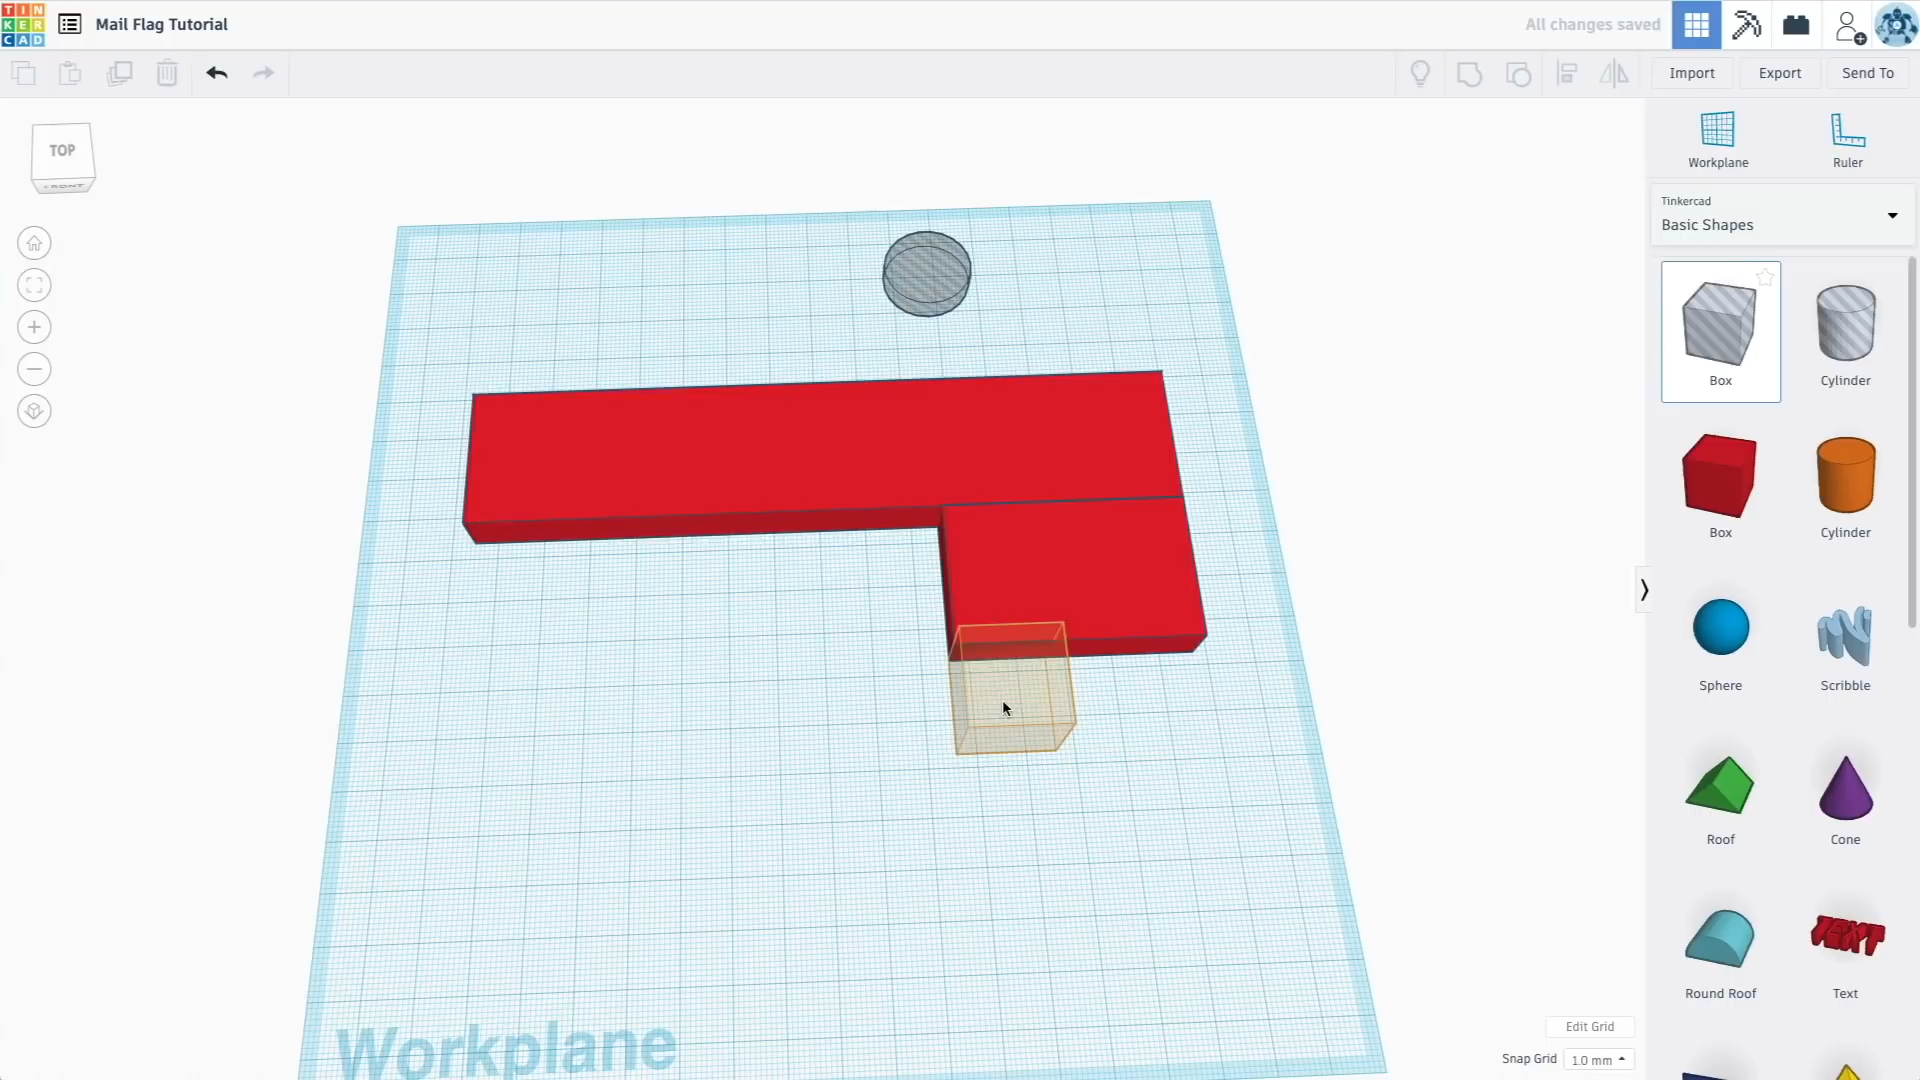 TIN
KER
CAD
Mail Flag Tutorial
All changes saved
Import
Export
Send To
TOP
FRONT
Workplane
Ruler
Tinkercad
Basic Shapes
Box
Cylinder
Box
Cylinder
Sphere
Scribble
Roof
Cone
TEXT
Round Roof
Text
Workplane
Edit Grid
Snap Grid
1.0 mm